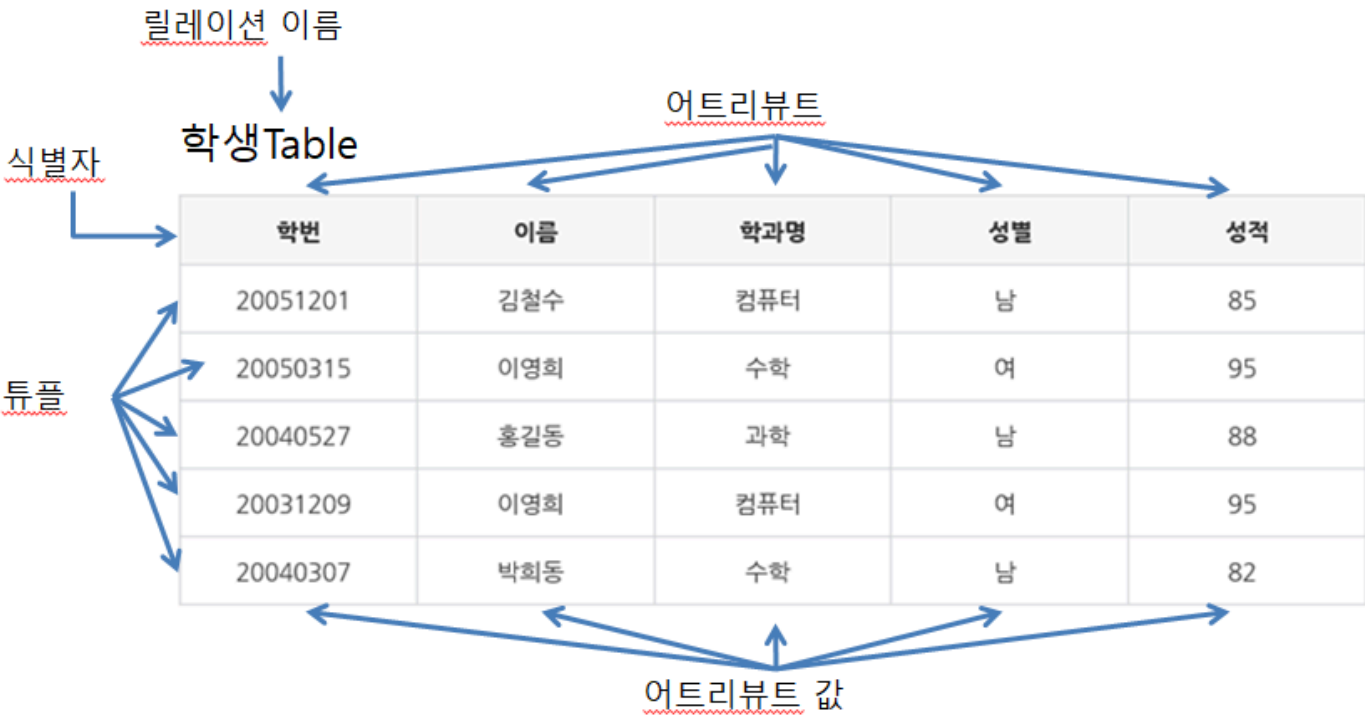 릴레이션 이름
어트리뷰트
학생Table
식별자
학번 이름 학과명 성별 성적
20051201 김철수 컴퓨터 남 85
20050315 이영희 수학 여 95
튜플
20040527 홍길동 과학 남 88
20031209 이영희 컴퓨터 여 95
20040307 박희동 수학 남 82
어트리뷰트 값